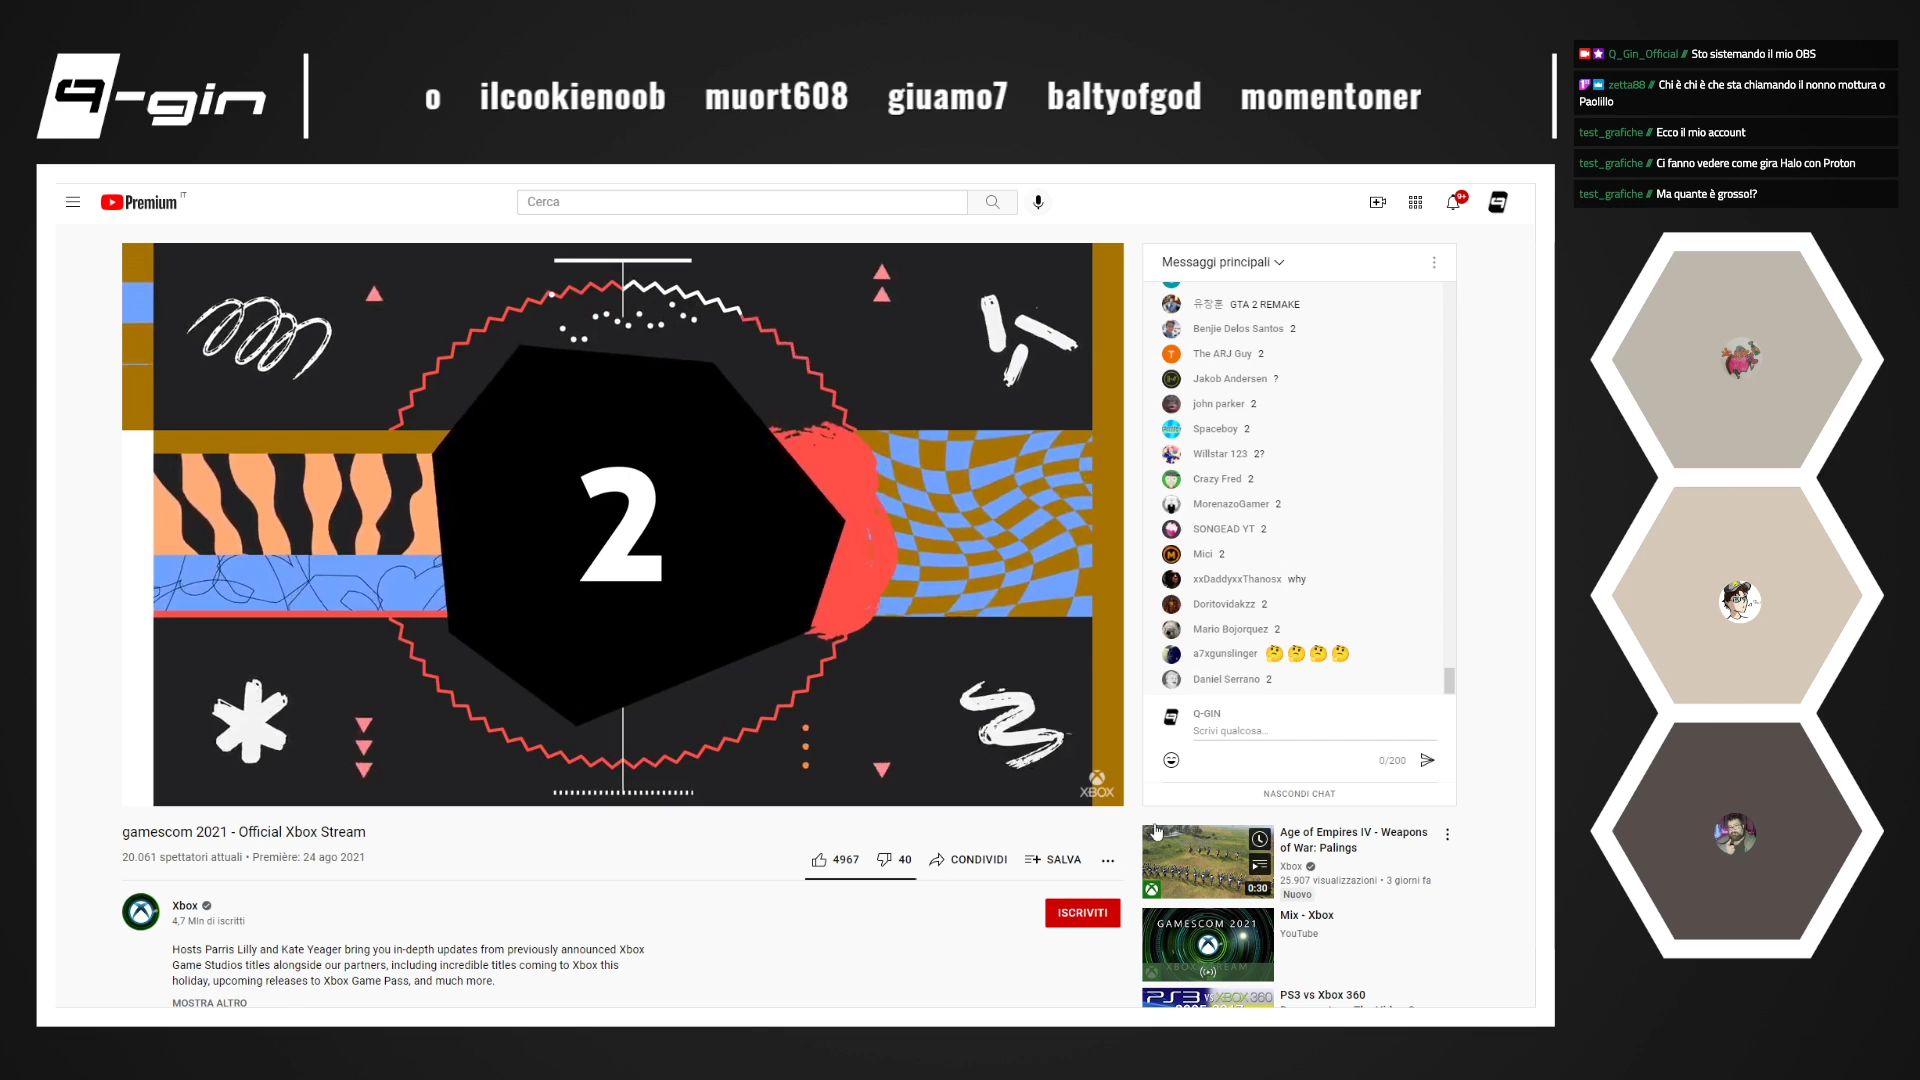 q-gin
o ilcookienoob muort608 giuamo7 baltyofgod momentoner
Q_Gin_Official // Sto sistemando il mio OBS
zetta88 // Chi è chi è che sta chiamando il nonno mottura o
Paolillo
test_grafiche // Ecco il mio account
test_grafiche // Ci fanno vedere come gira Halo con Proton
test_grafiche // Ma quante è grosso!?
Premium IT
Cerca
9+
2
XBOX
Messaggi principali
유창훈 GTA 2 REMAKE
Benjie Delos Santos 2
T The ARJ Guy 2
Jakob Andersen ?
john parker 2
Spaceboy 2
Willstar 123 2?
Crazy Fred 2
MorenazoGamer 2
SONGEAD YT 2
Mici 2
xxDaddyxxThanosx why
Doritovidakzz 2
Mario Bojorquez 2
a7xgunslinger 🤔 🤔 🤔 🤔
Daniel Serrano 2
Q-GIN
Scrivi qualcosa...
0/200
NASCONDI CHAT
gamescom 2021 - Official Xbox Stream
20.061 spettatori attuali • Première: 24 ago 2021
4967 40 CONDIVIDI SALVA
Xbox
4,7 Mln di iscritti
ISCRIVITI
Hosts Parris Lilly and Kate Yeager bring you in-depth updates from previously announced Xbox
Game Studios titles alongside our partners, including incredible titles coming to Xbox this
holiday, upcoming releases to Xbox Game Pass, and much more.
MOSTRA ALTRO
0:30
Age of Empires IV - Weapons
of War: Palings
Xbox
25.907 visualizzazioni • 3 giorni fa
Nuovo
GAMESCOM 2021
XBOX STREAM
Mix - Xbox
YouTube
PS3 vs XBOX 360
PS3 vs Xbox 360